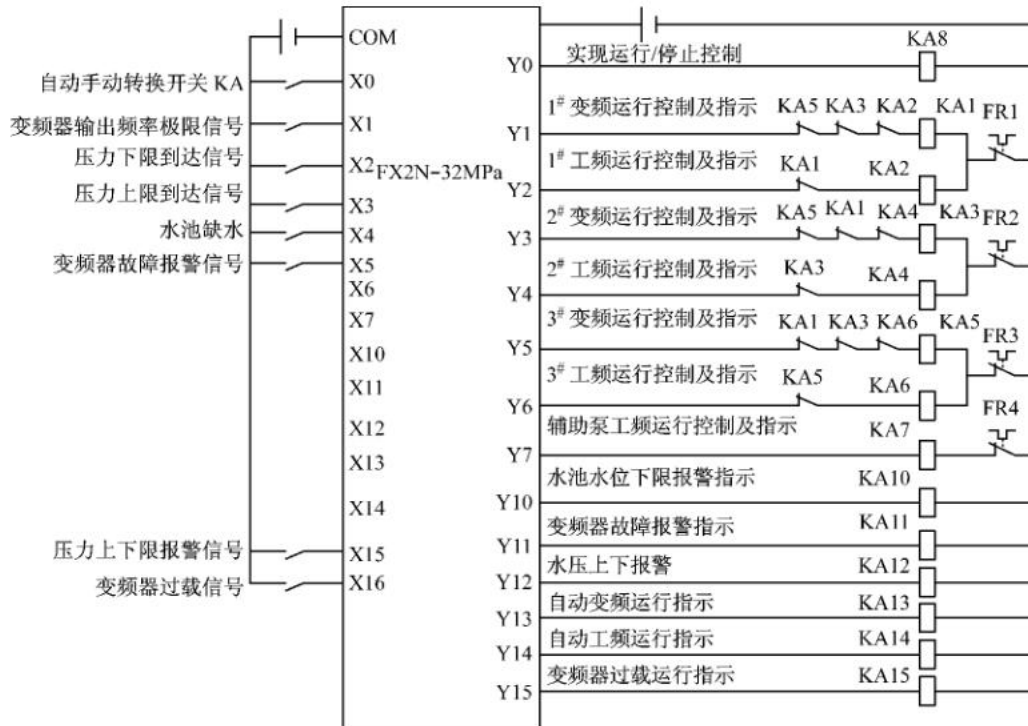 COM
自动手动转换开关 KA
X0
变频器输出频率极限信号
X1
压力下限到达信号
X2
FX2N-32MPa
压力上限到达信号
X3
水池缺水
X4
变频器故障报警信号
X5
X6
X7
X10
X11
X12
X13
X14
压力上下限报警信号
X15
变频器过载信号
X16
Y0
实现运行/停止控制
KA8
1# 变频运行控制及指示
KA5 KA3 KA2 KA1
FR1
Y1
1# 工频运行控制及指示
KA1 KA2
Y2
2# 变频运行控制及指示
KA5 KA1 KA4 KA3
FR2
Y3
2# 工频运行控制及指示
KA3 KA4
Y4
3# 变频运行控制及指示
KA1 KA3 KA6 KA5
FR3
Y5
3# 工频运行控制及指示
KA5 KA6
Y6
辅助泵工频运行控制及指示
KA7
FR4
Y7
水池水位下限报警指示
KA10
Y10
变频器故障报警指示
KA11
Y11
水压上下报警
KA12
Y12
自动变频运行指示
KA13
Y13
自动工频运行指示
KA14
Y14
变频器过载运行指示
KA15
Y15